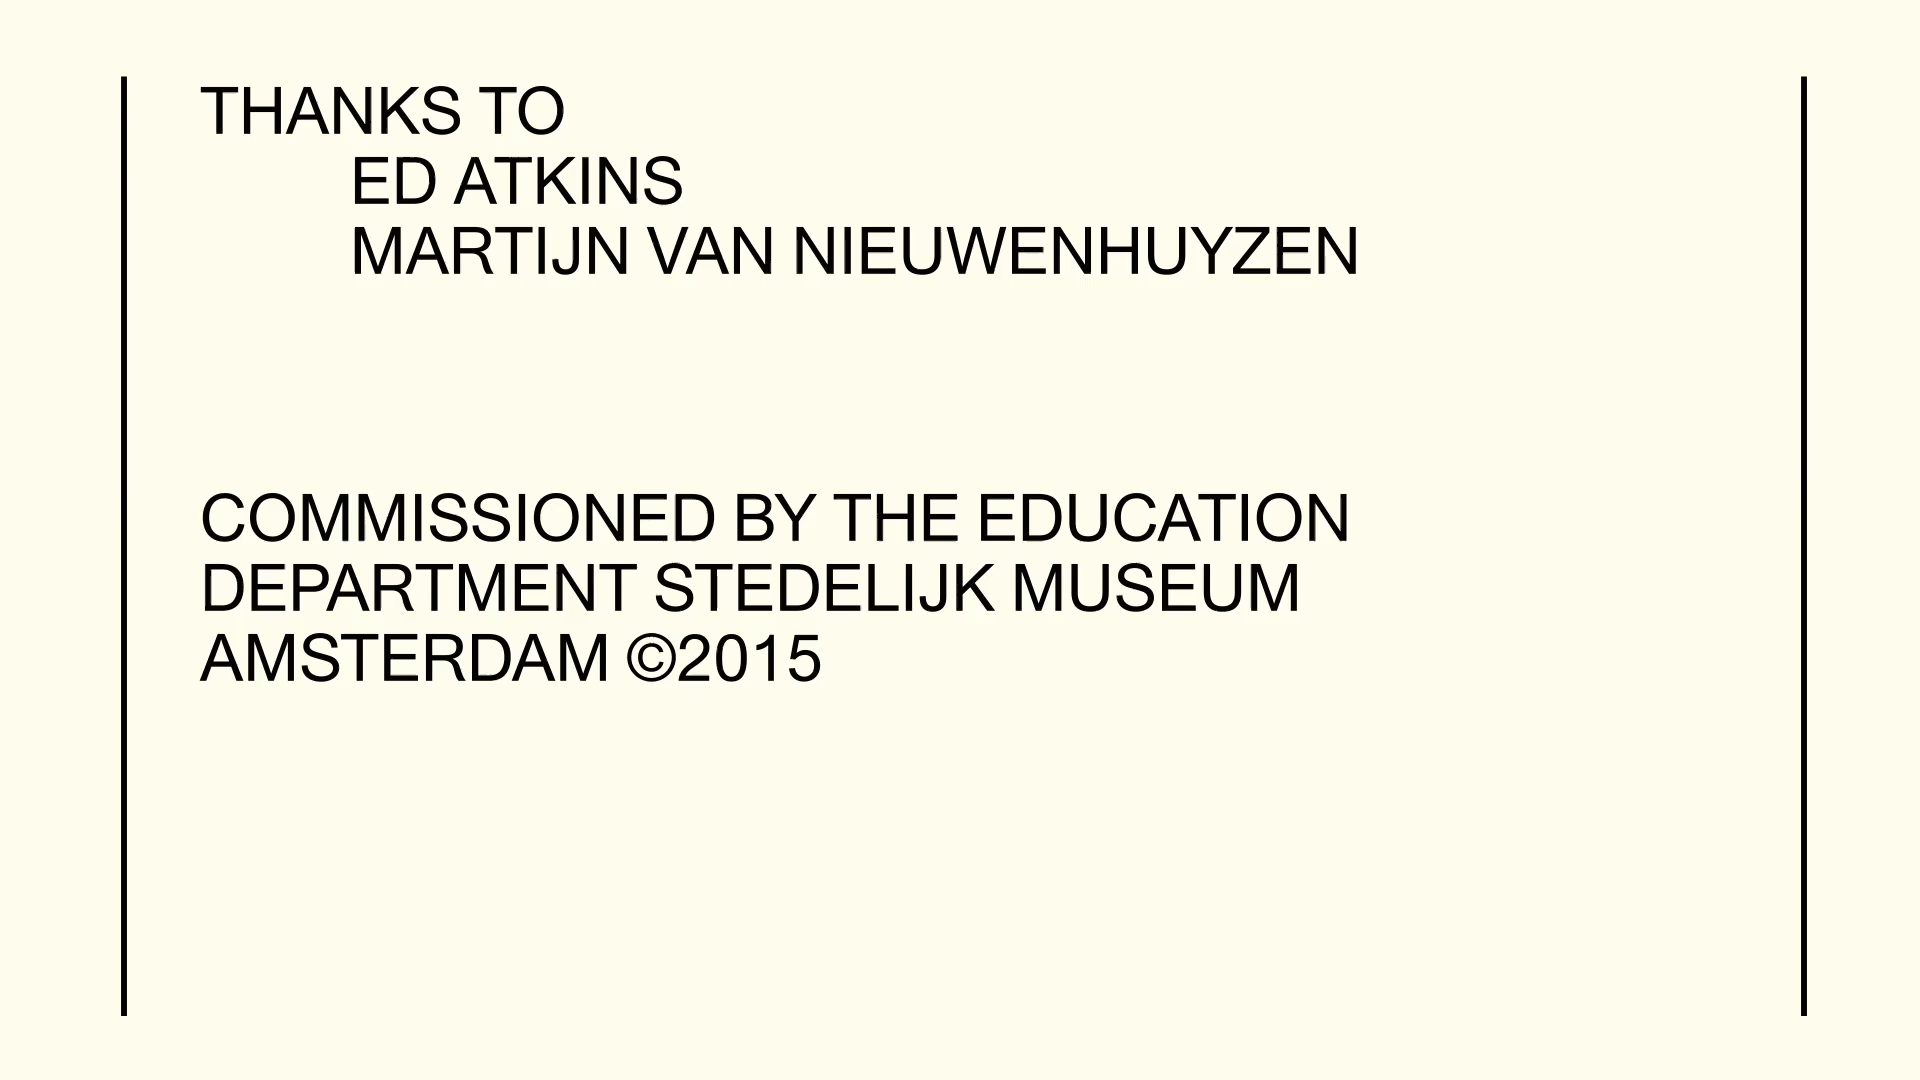 THANKS TO
ED ATKINS
MARTIJN VAN NIEUWENHUYZEN
COMMISSIONED BY THE EDUCATION
DEPARTMENT STEDELIJK MUSEUM
AMSTERDAM ©2015